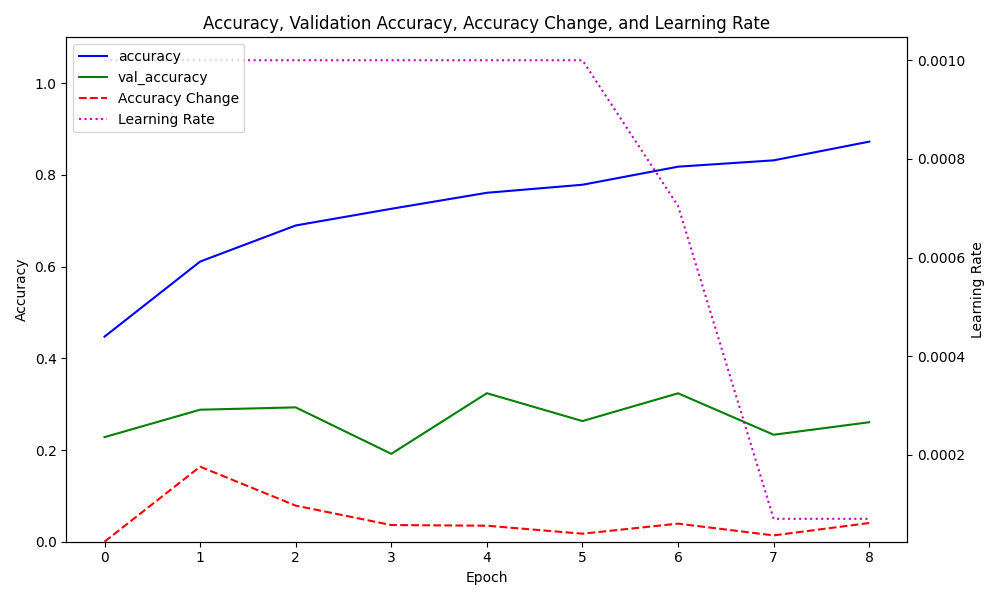 Accuracy, Validation Accuracy, Accuracy Change, and Learning Rate
accuracy
val_accuracy
Accuracy Change
Learning Rate
1.0
0.8
0.6
0.4
0.2
0.0
Accuracy
0.0010
0.0008
0.0006
0.0004
0.0002
Learning Rate
0 1 2 3 4 5 6 7 8
Epoch